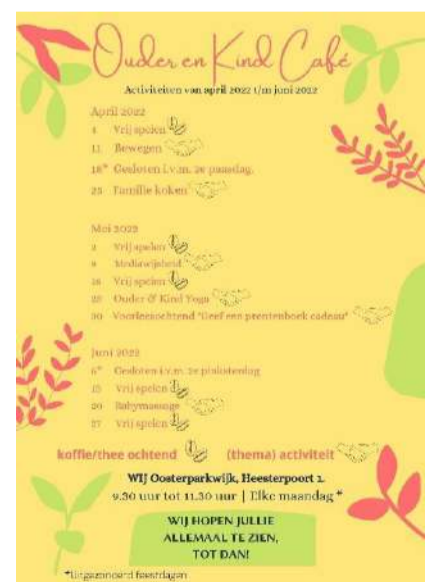 Ouder en Kind Café
Activiteiten van april 2022 t/m juni 2022
April 2022
4 Vrij spelen
11 Bewegen
18* Gesloten i.v.m. 2e paasdag.
25 Familie koken
Mei 2022
2 Vrij spelen
9 Mediawijsheid
16 Vrij spelen
23 Ouder & Kind Yoga
30 Voorleesochtend "Geef een prentenboek cadeau"
Juni 2022
6* Gesloten i.v.m. 2e pinksterdag
13 Vrij spelen
20 Babymassage
27 Vrij spelen
koffie/thee ochtend (thema) activiteit
WIJ Oosterparkwijk, Heesterpoort 1.
9.30 uur tot 11.30 uur | Elke maandag *
WIJ HOPEN JULLIE
ALLEMAAL TE ZIEN,
TOT DAN!
*Uitgezonderd feestdagen